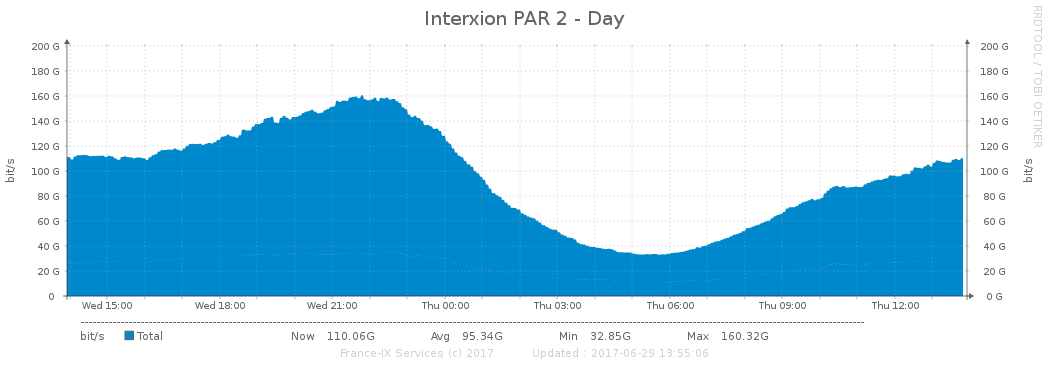 Interxion PAR 2 - Day
RRDTOOL / TOBI OETIKER
200 G 200 G
180 G 180 G
160 G 160 G
140 G 140 G
120 G 120 G
100 G 100 G
80 G 80 G
60 G 60 G
40 G 40 G
20 G 20 G
0 0 G
bit/s bit/s
Wed 15:00 Wed 18:00 Wed 21:00 Thu 00:00 Thu 03:00 Thu 06:00 Thu 09:00 Thu 12:00
bit/s Total Now 110.06G Avg 95.34G Min 32.85G Max 160.32G
France-IX Services (c) 2017 Updated : 2017-06-29 13:55:06